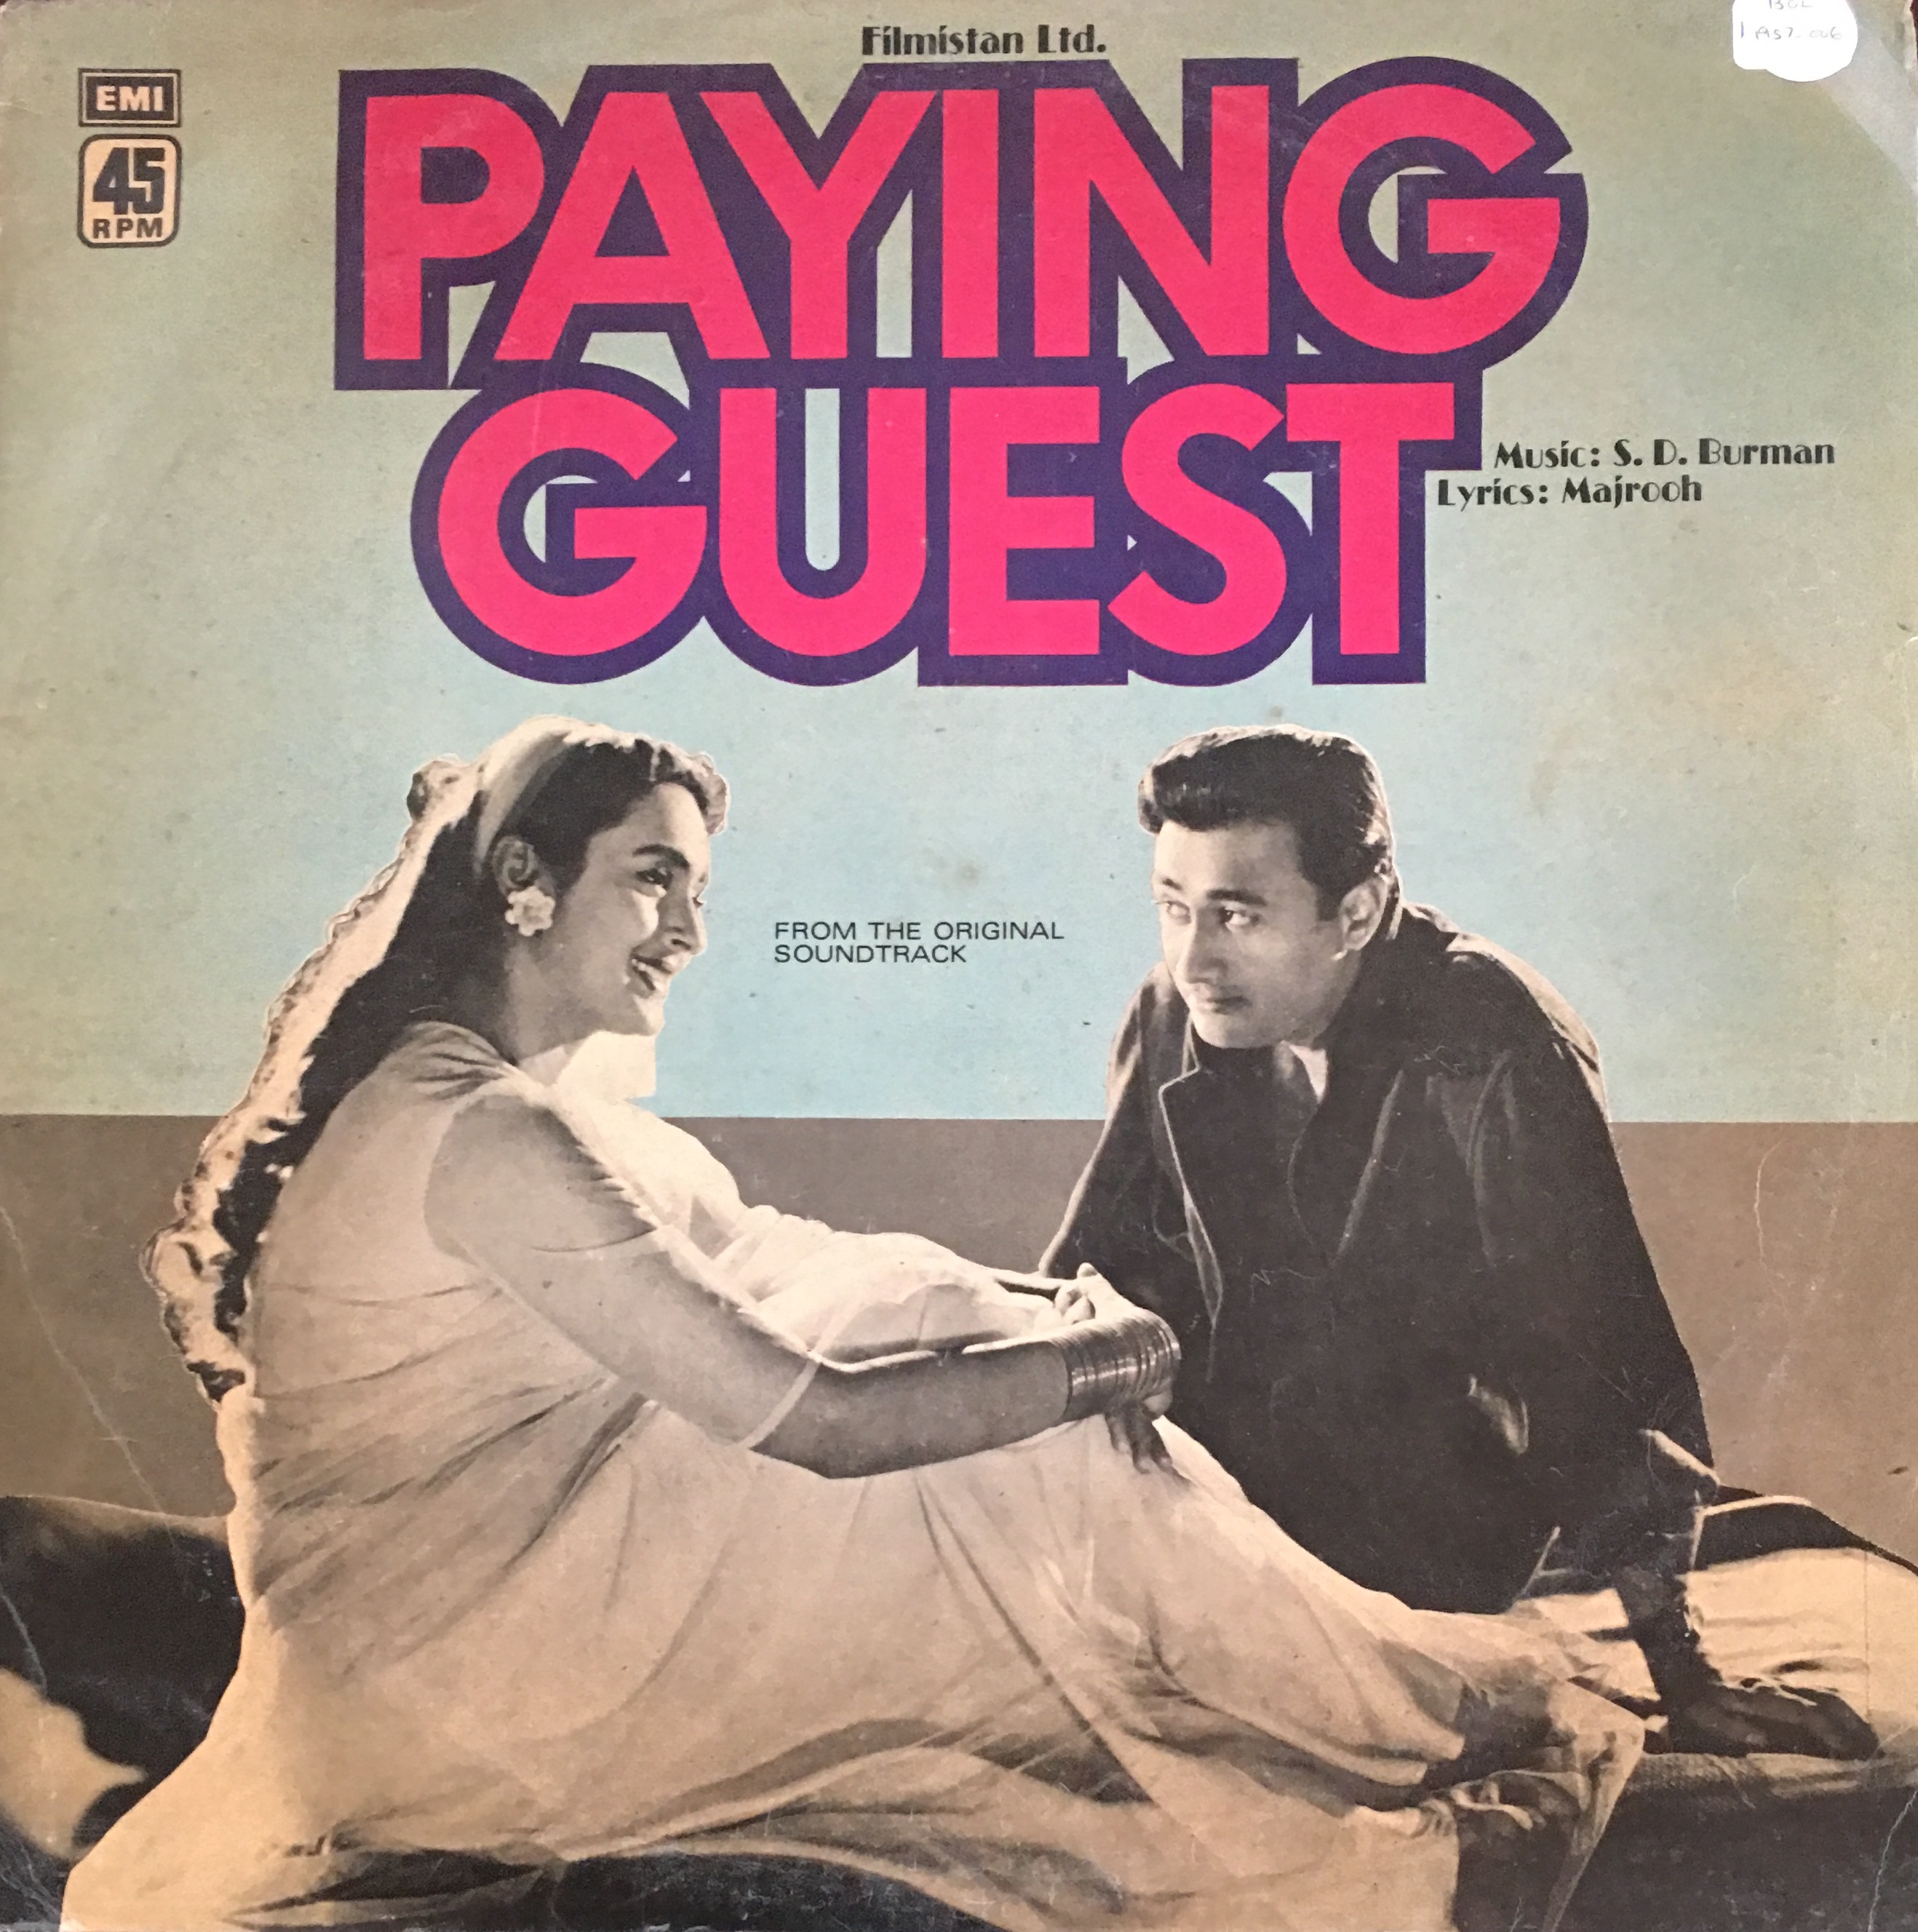 Filmistan Ltd.
EMI
45
RPM
PAYING
GUEST
Music: S. D. Burman
Lyrics: Majrooh
FROM THE ORIGINAL
SOUNDTRACK